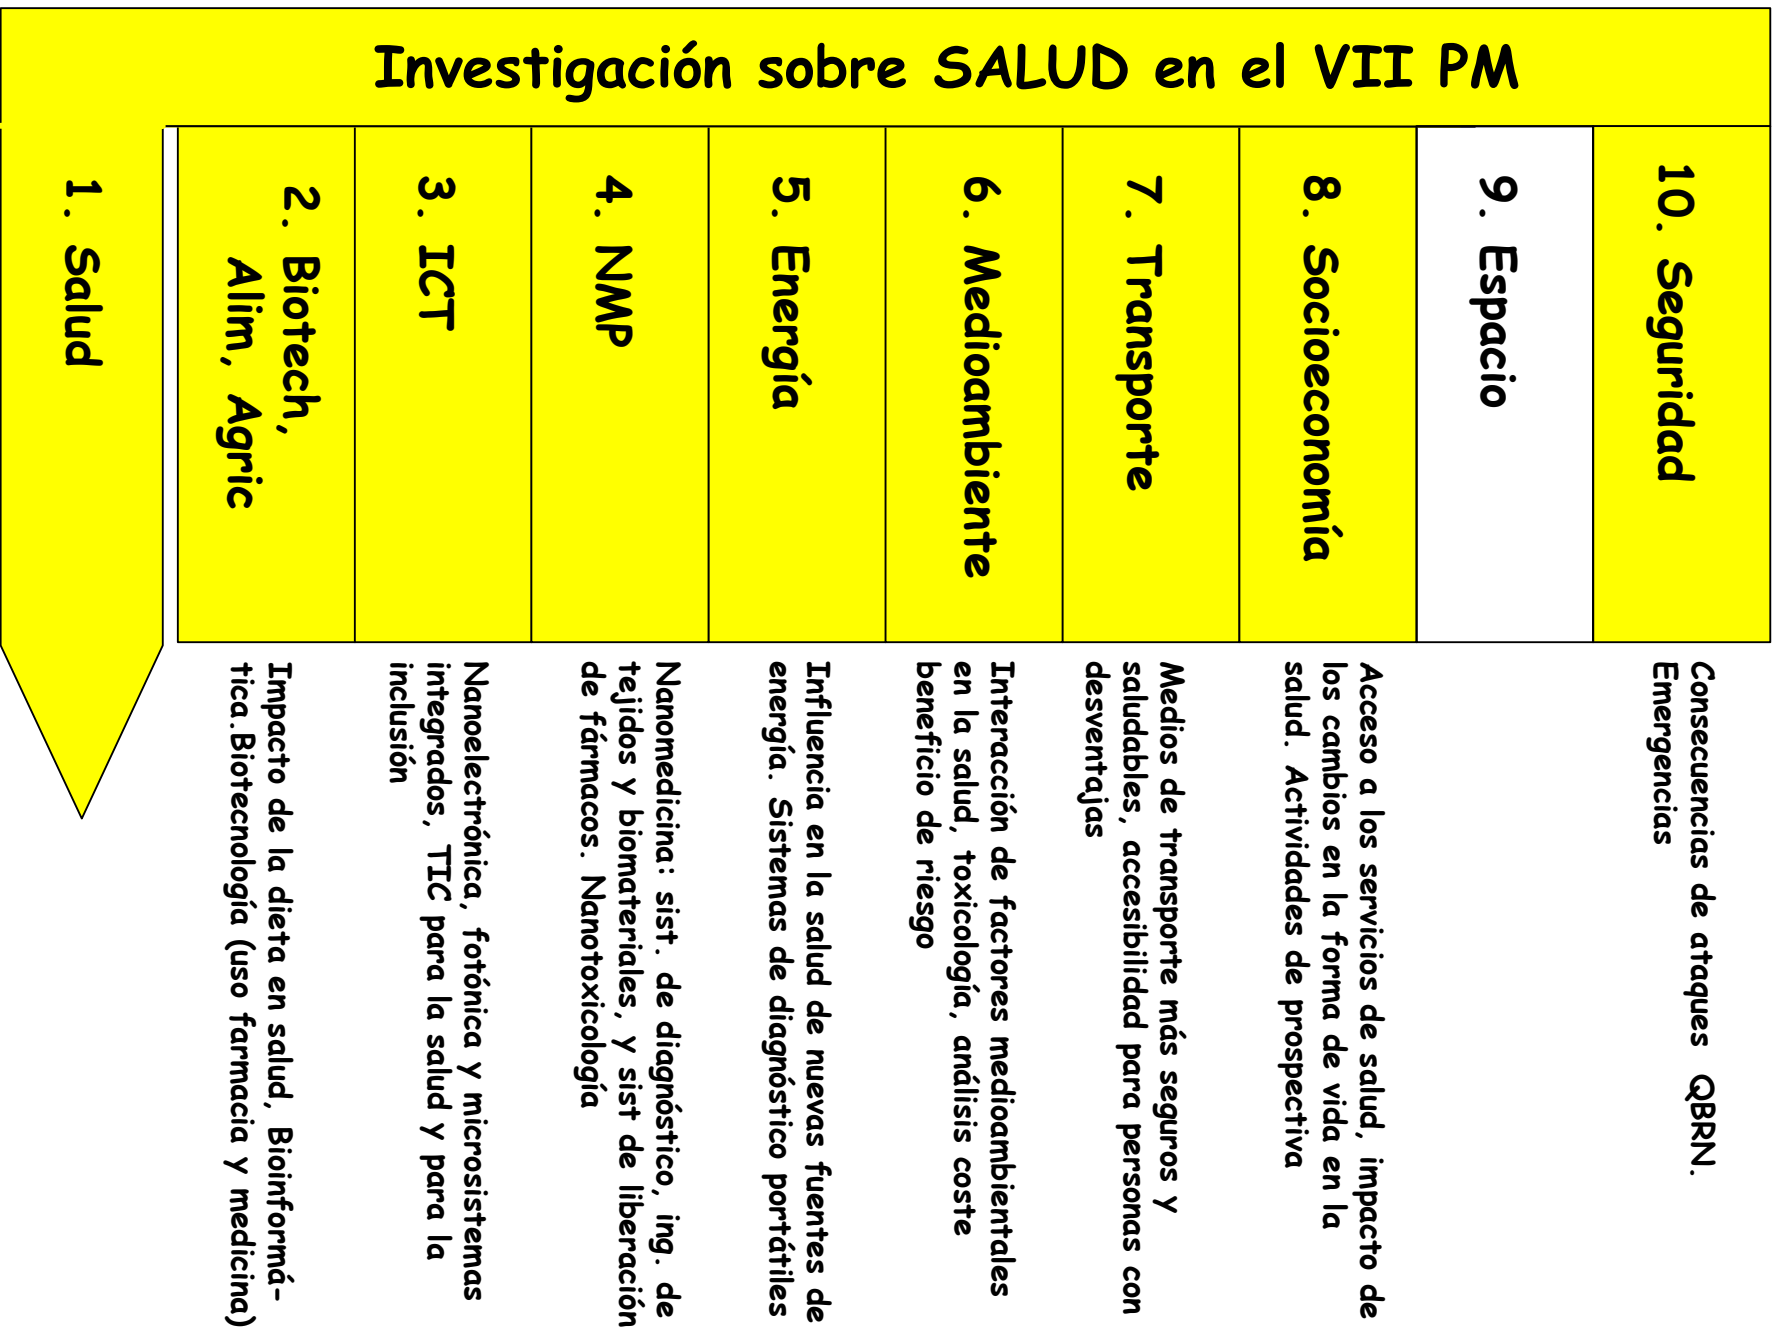 Investigación sobre SALUD en el VII PM
1. Salud
2. Biotech,
Alim, Agric
Impacto de la dieta en salud, Bioinformá-
tica.Biotecnología (uso farmacia y medicina)
3. ICT
Nanoelectrónica, fotónica y microsistemas
integrados, TIC para la salud y para la
inclusión
4. NMP
Nanomedicina: sist. de diagnóstico, ing. de
tejidos y biomateriales, y sist de liberación
de fármacos. Nanotoxicología
5. Energía
Influencia en la salud de nuevas fuentes de
energía. Sistemas de diagnóstico portátiles
6. Medioambiente
Interacción de factores medioambientales
en la salud, toxicología, análisis coste
beneficio de riesgo
7. Transporte
Medios de transporte más seguros y
saludables, accesibilidad para personas con
desventajas
8. Socioeconomía
Acceso a los servicios de salud, impacto de
los cambios en la forma de vida en la
salud. Actividades de prospectiva
9. Espacio
10. Seguridad
Consecuencias de ataques QBRN.
Emergencias